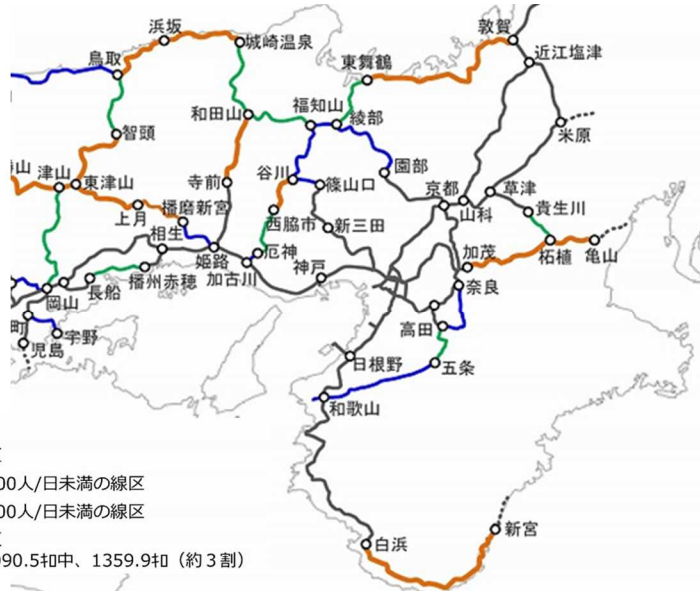 敦賀
浜坂
城崎温泉
鳥取
東舞鶴
近江塩津
和田山
福知山
綾部
智頭
米原
園部
谷川
篠山口
山
津山
東津山
寺前
京都
草津
山科
貴生川
上月
播磨新宮
西脇市
新三田
相生
厄神
加茂
柘植
亀山
姫路
加古川
神戸
奈良
岡山
長船
播州赤穂
町
宇野
児島
高田
日根野
五条
和歌山
00人/日未満の線区
00人/日未満の線区
090.5㌔中、1359.9㌔（約３割）
白浜
新宮